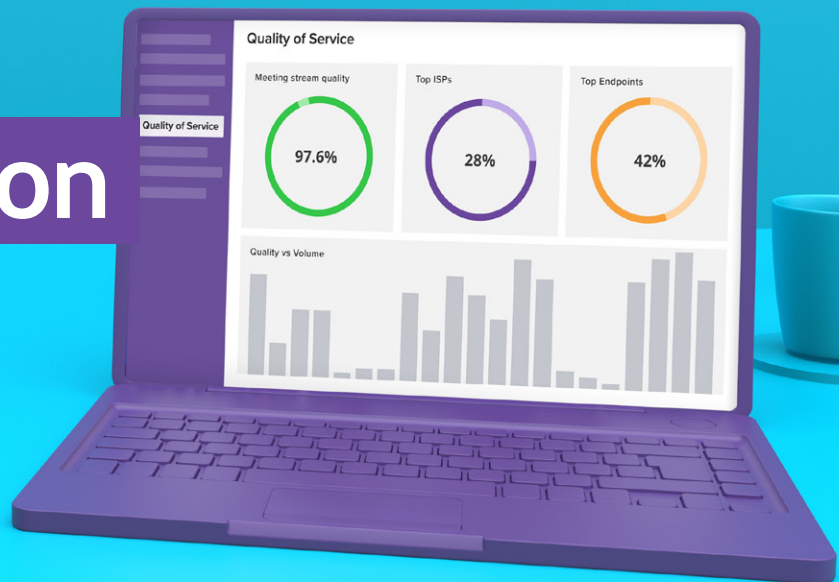 Quality of Service
Meeting stream quality
Top ISPs
Top Endpoints
Quality of Service
on
97.6%
28%
42%
Quality vs Volume